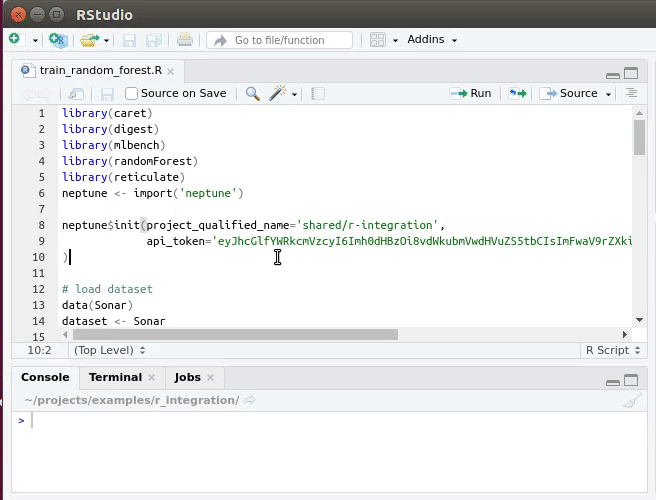 RStudio
Go to file/function
Addins
train_random_forest.R
Source on Save
Run
Source
1 library(caret)
2 library(digest)
3 library(mlbench)
4 library(randomForest)
5 library(reticulate)
6 neptune <- import('neptune')
7
8 neptune$init(project_qualified_name='shared/r-integration',
9 api_token='eyJhcGlfYWRkcmVzcyI6Imh0dHBzOi8vdWkubmVwdHVuZS5tbCIsImFwaV9rZXki
10 )
11
12 # load dataset
13 data(Sonar)
14 dataset <- Sonar
15
10:2 (Top Level) R Script
Console Terminal Jobs
~/projects/examples/r_integration/
>